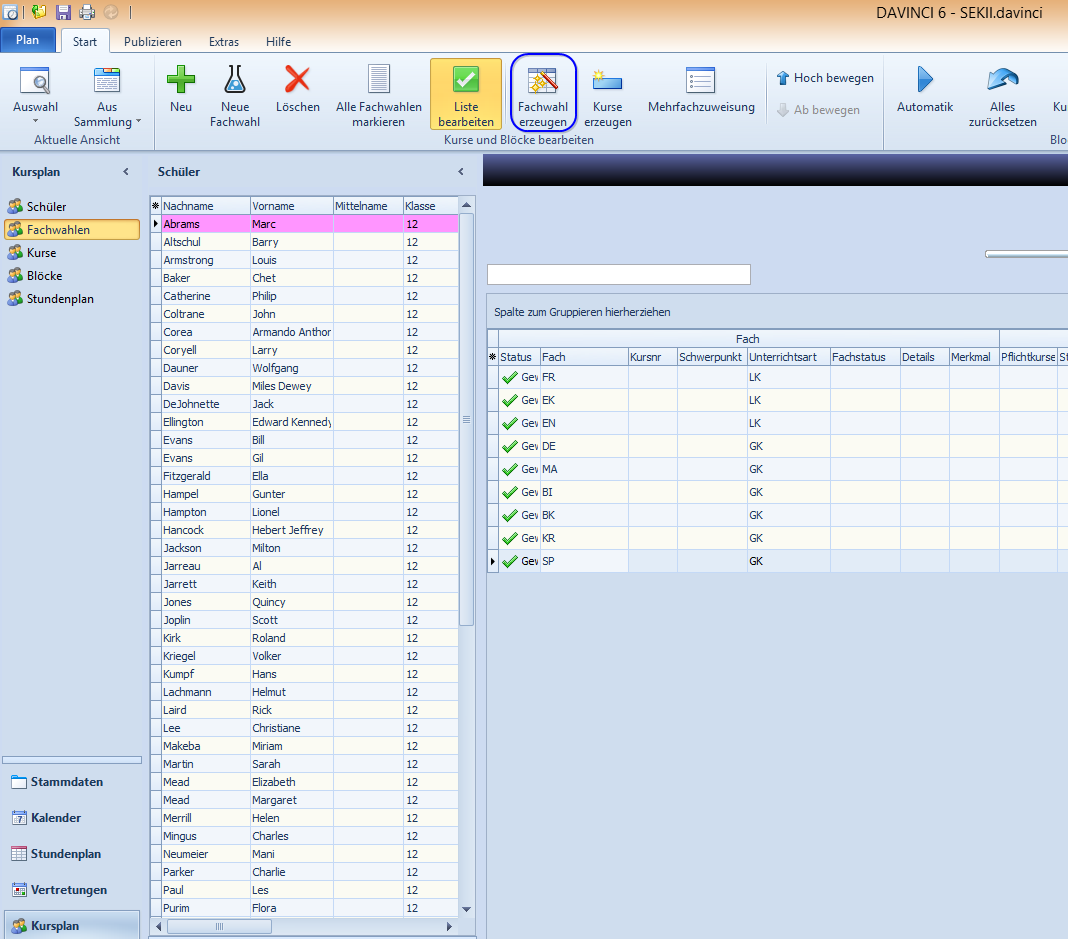 DAVINCI 6 - SEKII.davinci
Plan Start Publizieren Extras Hilfe
Auswahl
Aus Sammlung
Neu
Neue Fachwahl
Löschen
Alle Fachwahlen markieren
Liste bearbeiten
Fachwahl erzeugen
Kurse erzeugen
Mehrfachzuweisung
Hoch bewegen
Ab bewegen
Automatik
Alles zurücksetzen
Ku
Aktuelle Ansicht
Kurse und Blöcke bearbeiten
Blo
Kursplan
Schüler
Fachwahlen
Kurse
Blöcke
Stundenplan
Stammdaten
Kalender
Stundenplan
Vertretungen
Kursplan
Schüler
Nachname Vorname Mittelname Klasse
Abrams Marc 12
Altschul Barry 12
Armstrong Louis 12
Baker Chet 12
Catherine Philip 12
Coltrane John 12
Corea Armando Anthor 12
Coryell Larry 12
Dauner Wolfgang 12
Davis Miles Dewey 12
DeJohnette Jack 12
Ellington Edward Kennedy 12
Evans Bill 12
Evans Gil 12
Fitzgerald Ella 12
Hampel Gunter 12
Hampton Lionel 12
Hancock Hebert Jeffrey 12
Jackson Milton 12
Jarreau Al 12
Jarrett Keith 12
Jones Quincy 12
Joplin Scott 12
Kirk Roland 12
Kriegel Volker 12
Kumpf Hans 12
Lachmann Helmut 12
Laird Rick 12
Lee Christiane 12
Makeba Miriam 12
Martin Sarah 12
Mead Elizabeth 12
Mead Margaret 12
Merrill Helen 12
Mingus Charles 12
Neumeier Mani 12
Parker Charlie 12
Paul Les 12
Purim Flora 12
Spalte zum Gruppieren hierherziehen
Fach
Status Fach Kursnr Schwerpunkt Unterrichtsart Fachstatus Details Merkmal Pflichtkurse St
Gew FR LK
Gew EK LK
Gew EN LK
Gew DE GK
Gew MA GK
Gew BI GK
Gew BK GK
Gew KR GK
Gew SP GK